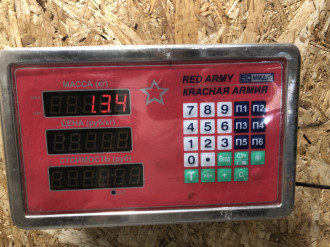 RED ARMY МИДЛ
КРАСНАЯ АРМИЯ
МАССА (кг)
1.34
ЦЕНА (руб/кг)
СТОИМОСТЬ (руб)
7 8 9 П1 П2
4 5 6 П3 П4
1 2 3 П5 П6
0 •
T C